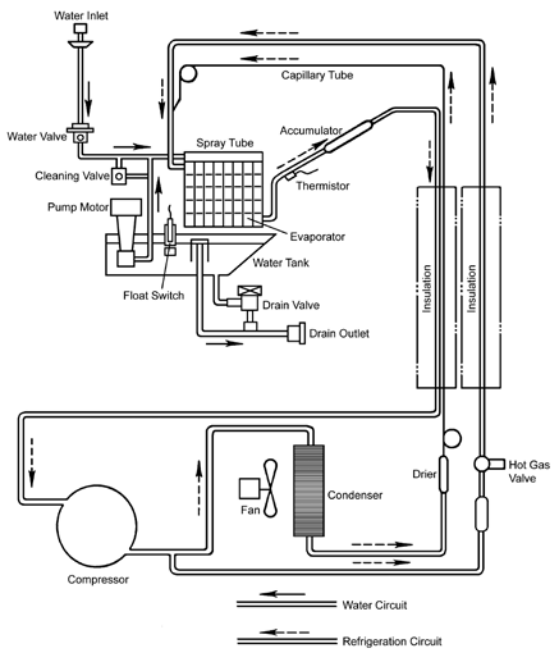 Water Inlet
Capillary Tube
Accumulator
Water Valve
Spray Tube
Cleaning Valve
Thermistor
Pump Motor
Evaporator
Water Tank
Float Switch
Drain Valve
Drain Outlet
Insulation
Insulation
Hot Gas
Valve
Drier
Condenser
Fan
Compressor
Water Circuit
Refrigeration Circuit